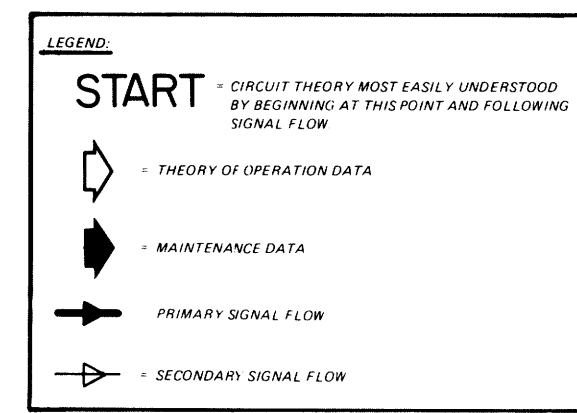 LEGEND:
START = CIRCUIT THEORY MOST EASILY UNDERSTOOD
BY BEGINNING AT THIS POINT AND FOLLOWING
SIGNAL FLOW
= THEORY OF OPERATION DATA
= MAINTENANCE DATA
PRIMARY SIGNAL FLOW
= SECONDARY SIGNAL FLOW